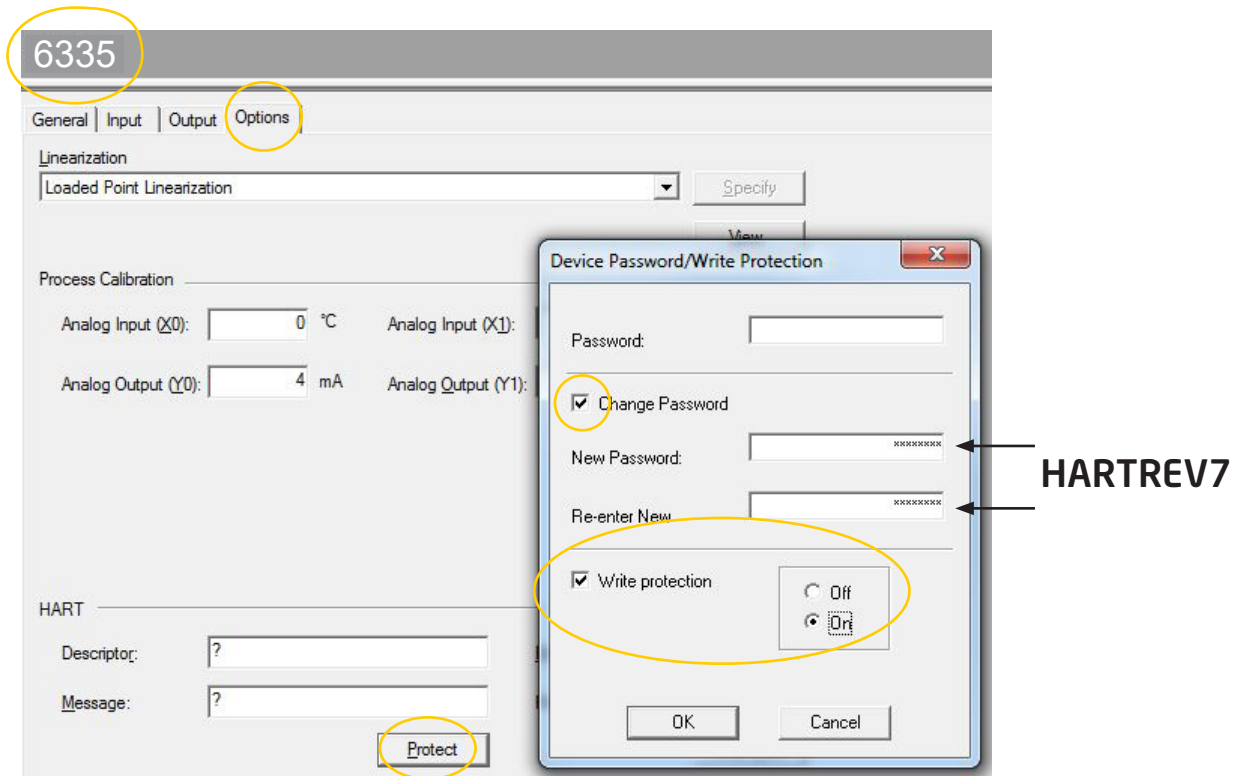 6335
General Input Output Options
Linearization
Loaded Point Linearization Specify
View
Process Calibration
Analog Input (X0): 0 °C Analog Input (X1):
Analog Output (Y0): 4 mA Analog Output (Y1):
Device Password/Write Protection
Password:
Change Password
New Password: ********
Re-enter New ********
HARTREV7
Write protection Off
On
OK Cancel
HART
Descriptor: ?
Message: ?
Protect